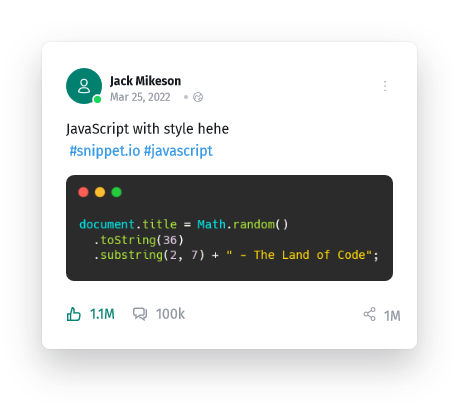 Jack Mikeson
Mar 25, 2022
JavaScript with style hehe
#snippet.io #javascript
document.title = Math.random()
.toString(36)
.substring(2, 7) + " - The Land of Code";
1.1M 100k 1M